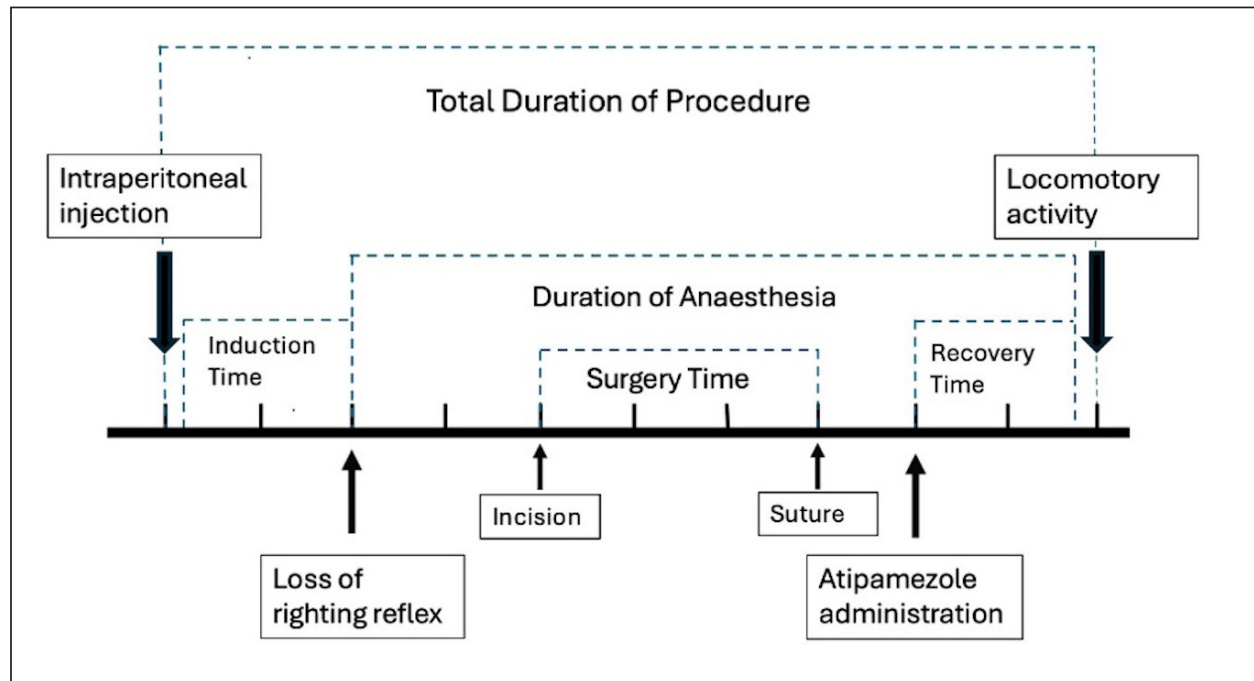 Total Duration of Procedure
Intraperitoneal
injection
Locomotory
activity
Duration of Anaesthesia
Induction
Time
Surgery Time
Recovery
Time
Incision
Suture
Loss of
righting reflex
Atipamezole
administration